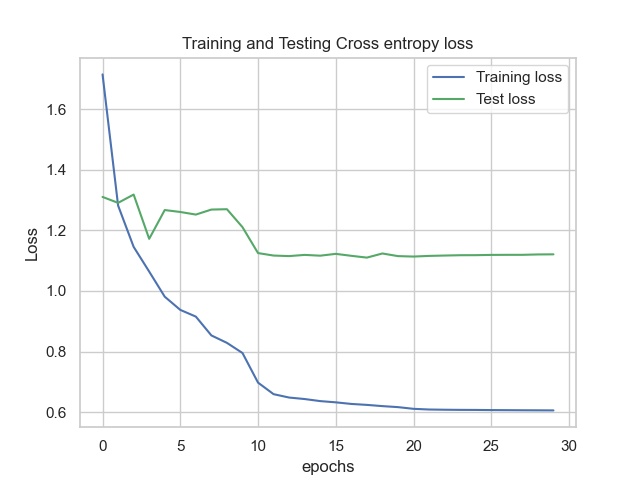 Training and Testing Cross entropy loss
Training loss
Test loss
1.6
1.4
1.2
1.0
0.8
0.6
Loss
0 5 10 15 20 25 30
epochs